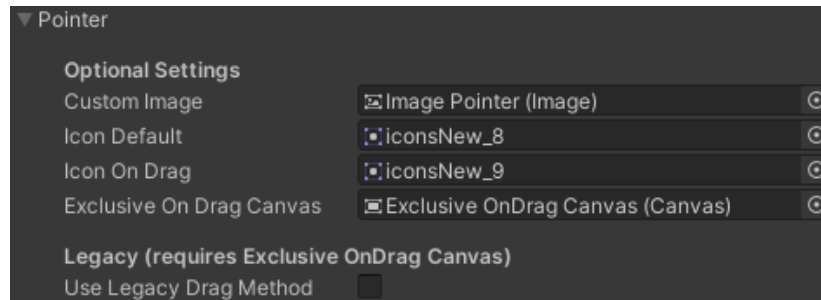 Pointer
Optional Settings
Custom Image Image Pointer (Image)
Icon Default iconsNew_8
Icon On Drag iconsNew_9
Exclusive On Drag Canvas Exclusive OnDrag Canvas (Canvas)
Legacy (requires Exclusive OnDrag Canvas)
Use Legacy Drag Method